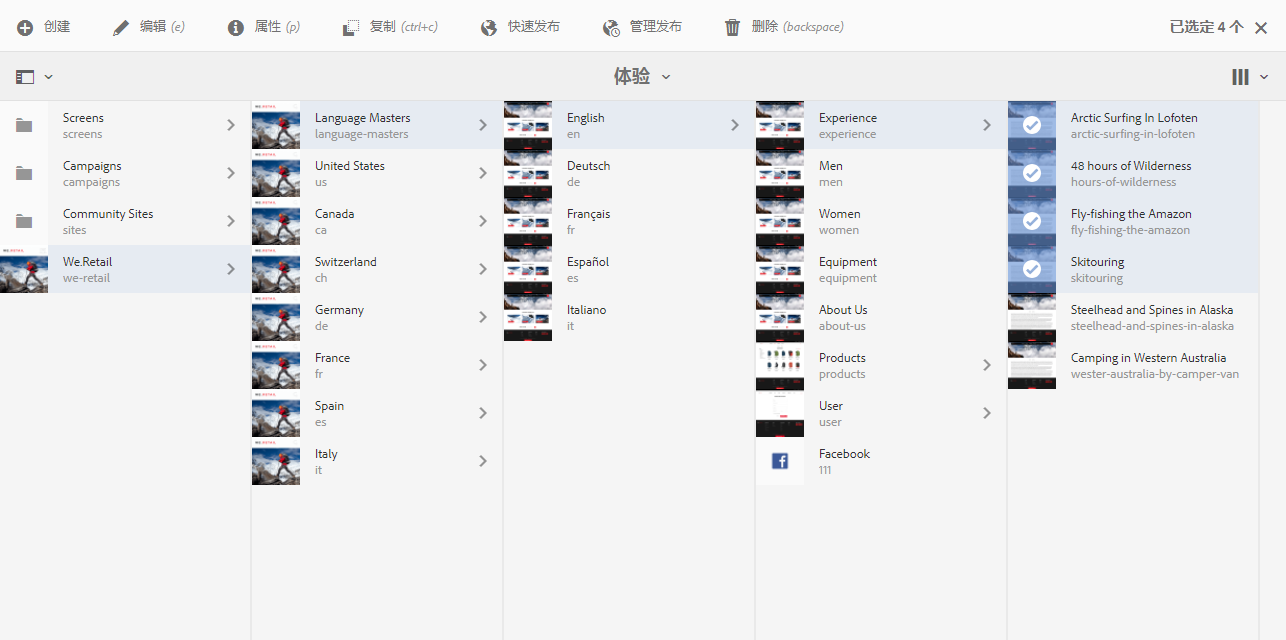 创建
编辑 (e)
属性 (p)
复制 (ctrl+c)
快速发布
管理发布
删除 (backspace)
已选定 4 个
体验
Screens
screens
Campaigns
campaigns
Community Sites
sites
We.Retail
we-retail
Language Masters
language-masters
United States
us
Canada
ca
Switzerland
ch
Germany
de
France
fr
Spain
es
Italy
it
English
en
Deutsch
de
Français
fr
Español
es
Italiano
it
Experience
experience
Men
men
Women
women
Equipment
equipment
About Us
about-us
Products
products
User
user
Facebook
111
Arctic Surfing In Lofoten
arctic-surfing-in-lofoten
48 hours of Wilderness
hours-of-wilderness
Fly-fishing the Amazon
fly-fishing-the-amazon
Skitouring
skitouring
Steelhead and Spines in Alaska
steelhead-and-spines-in-alaska
Camping in Western Australia
wester-australia-by-camper-van